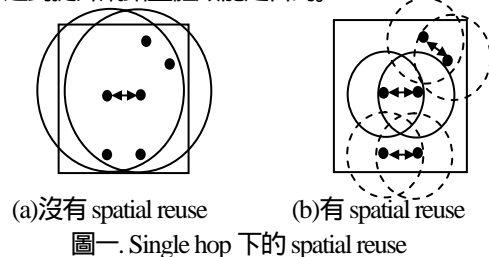 (a)沒有 spatial reuse
(b)有 spatial reuse
圖一. Single hop 下的 spatial reuse